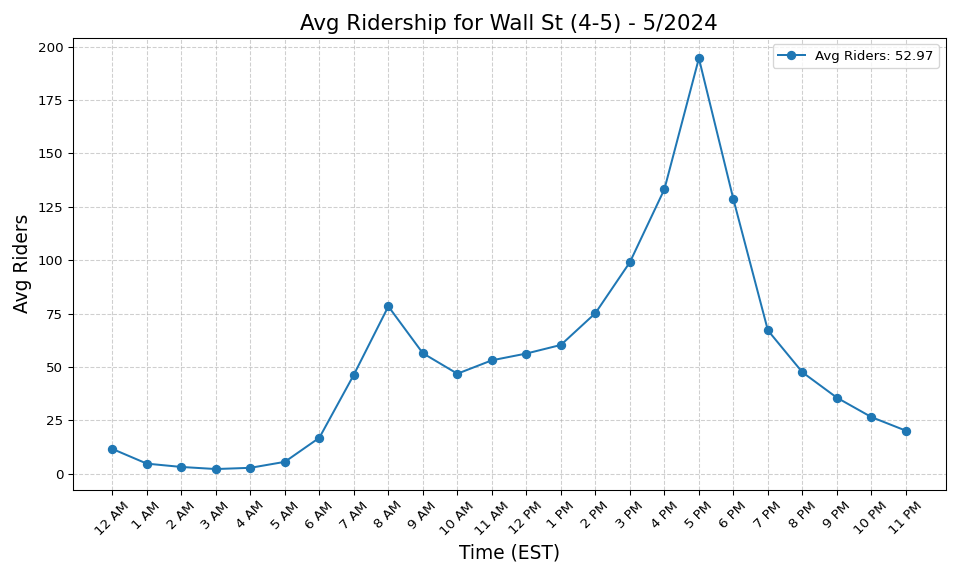 Avg Ridership for Wall St (4-5) - 5/2024
Avg Riders: 52.97
200
175
150
125
100
75
50
25
0
Avg Riders
12 AM
1 AM
2 AM
3 AM
4 AM
5 AM
6 AM
7 AM
8 AM
9 AM
10 AM
11 AM
12 PM
1 PM
2 PM
3 PM
4 PM
5 PM
6 PM
7 PM
8 PM
9 PM
10 PM
11 PM
Time (EST)